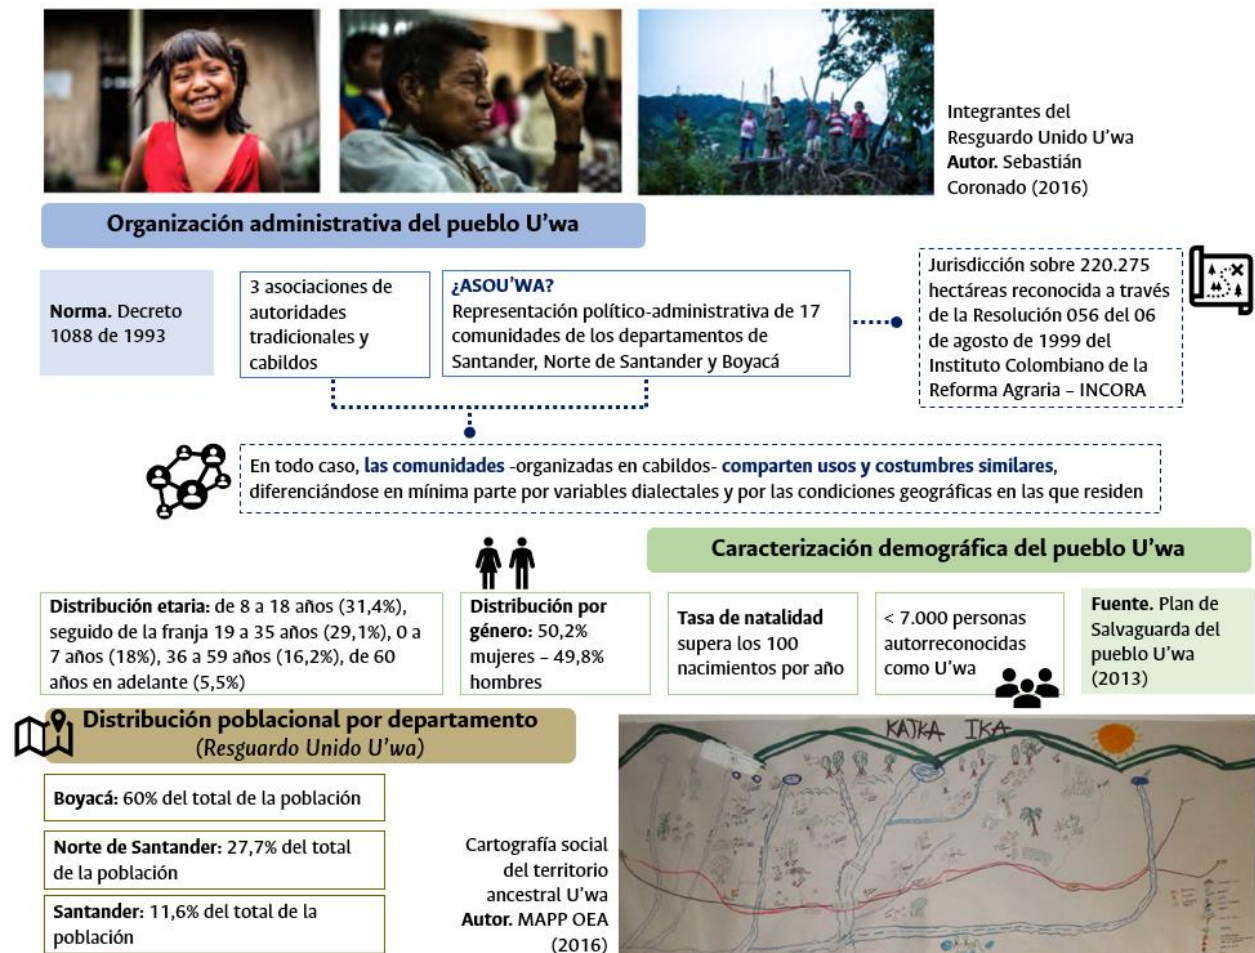 Integrantes del
Resguardo Unido U'wa
Autor. Sebastián
Coronado (2016)
Organización administrativa del pueblo U'wa
Norma. Decreto
1088 de 1993
3 asociaciones de
autoridades
tradicionales y
cabildos
¿ASOU'WA?
Representación político-administrativa de 17
comunidades de los departamentos de
Santander, Norte de Santander y Boyacá
Jurisdicción sobre 220.275
hectáreas reconocida a través
de la Resolución 056 del 06
de agosto de 1999 del
Instituto Colombiano de la
Reforma Agraria – INCORA
En todo caso, las comunidades -organizadas en cabildos- comparten usos y costumbres similares,
diferenciándose en mínima parte por variables dialectales y por las condiciones geográficas en las que residen
Caracterización demográfica del pueblo U'wa
Distribución etaria: de 8 a 18 años (31,4%),
seguido de la franja 19 a 35 años (29,1%), 0 a
7 años (18%), 36 a 59 años (16,2%), de 60
años en adelante (5,5%)
Distribución por
género: 50,2%
mujeres – 49,8%
hombres
Tasa de natalidad
supera los 100
nacimientos por año
< 7.000 personas
autorreconocidas
como U'wa
Fuente. Plan de
Salvaguarda del
pueblo U'wa
(2013)
Distribución poblacional por departamento
(Resguardo Unido U'wa)
Boyacá: 60% del total de la población
Norte de Santander: 27,7% del total
de la población
Santander: 11,6% del total de la
población
Cartografía social
del territorio
ancestral U'wa
Autor. MAPP OEA
(2016)
KAJKA IKA